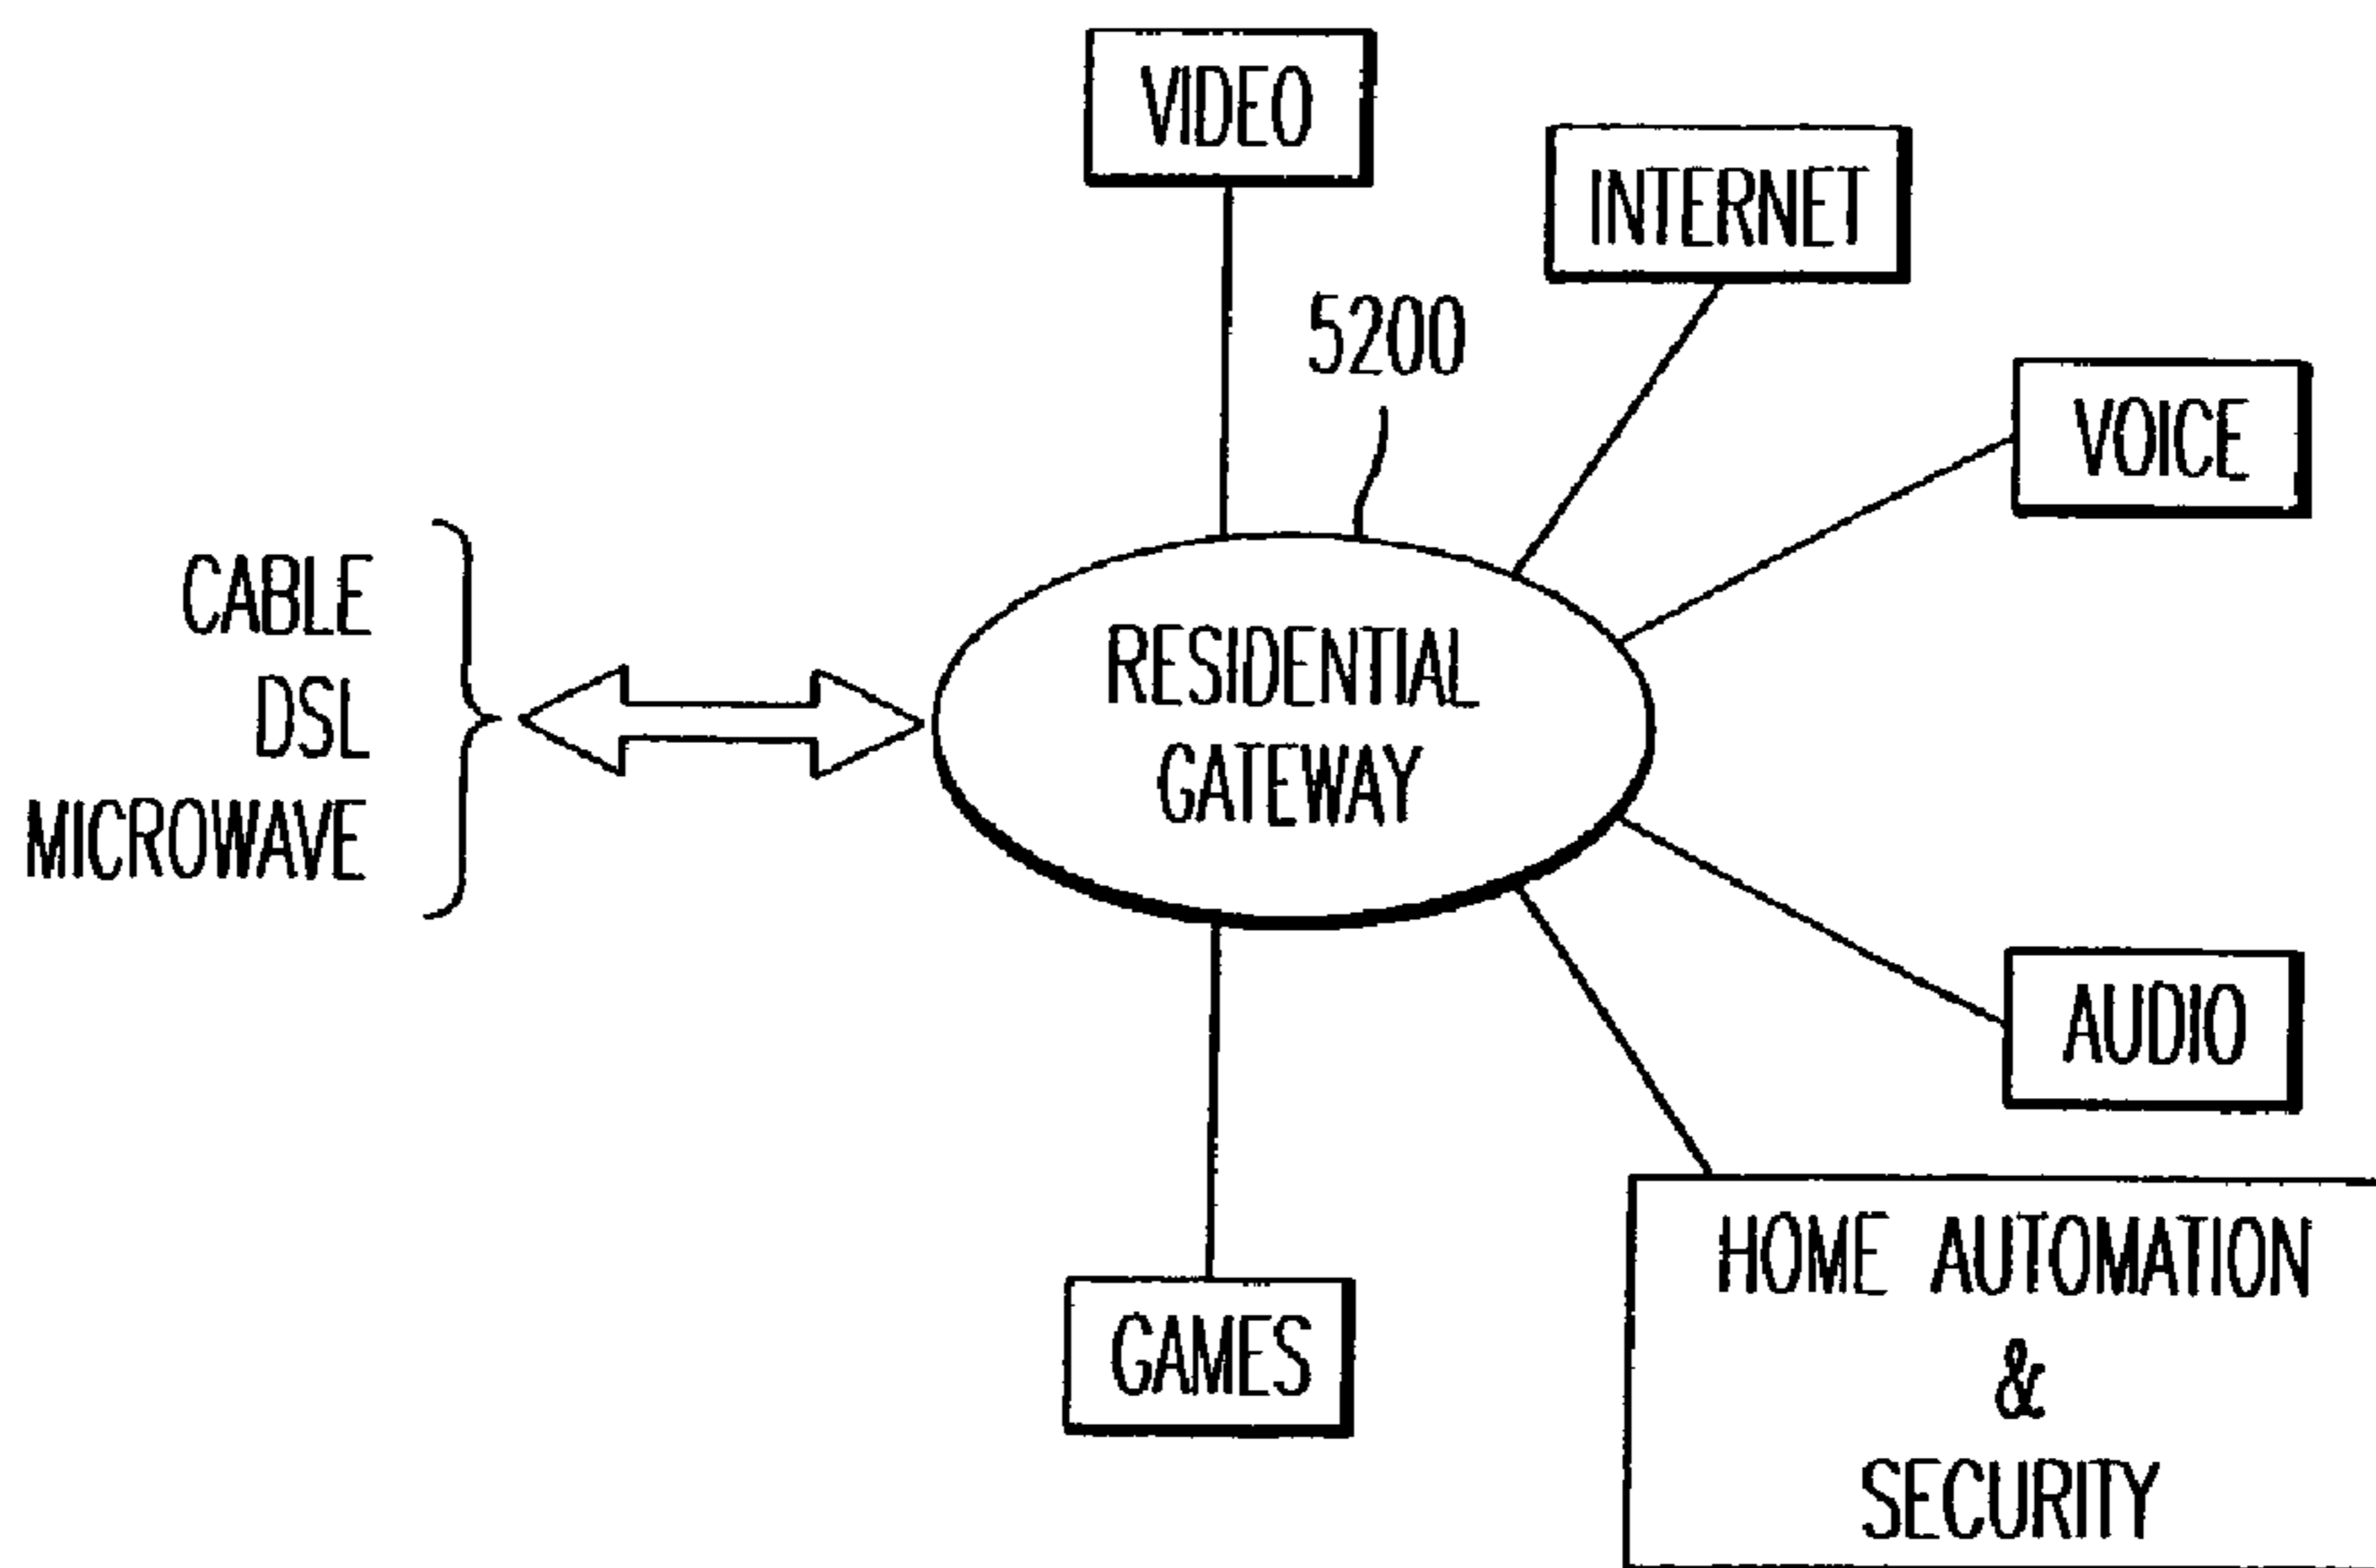 VIDEO
INTERNET
5200
VOICE
CABLE
DSL
MICROWAVE
RESIDENTIAL
GATEWAY
AUDIO
GAMES
HOME AUTOMATION
&
SECURITY